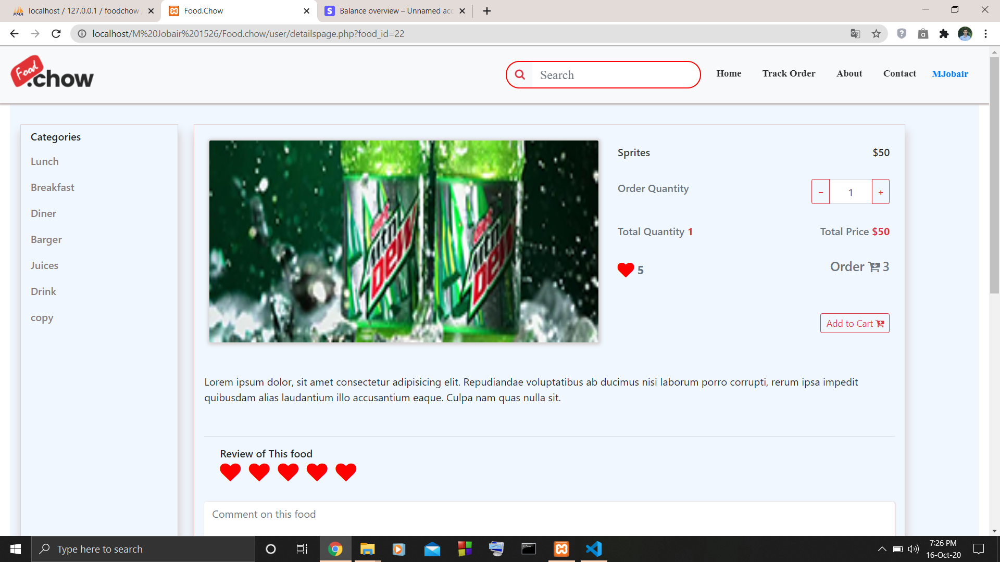 localhost / 127.0.0.1 / foodchow
Food.Chow
Balance overview – Unnamed acc
localhost/M%20Jobair%201526/Food.chow/user/detailspage.php?food_id=22
Food
.chow
Search
Home
Track Order
About
Contact
MJobair
Categories
Lunch
Breakfast
Diner
Barger
Juices
Drink
copy
Mtn
Dew
Mtn
Dew
Sprites
$50
Order Quantity
− 1 +
Total Quantity 1
Total Price $50
5
Order 3
Add to Cart
Lorem ipsum dolor, sit amet consectetur adipisicing elit. Repudiandae voluptatibus ab ducimus nisi laborum porro corrupti, rerum ipsa impedit
quibusdam alias laudantium illo accusantium eaque. Culpa nam quas nulla sit.
Review of This food
Comment on this food
Type here to search
7:26 PM
16-Oct-20